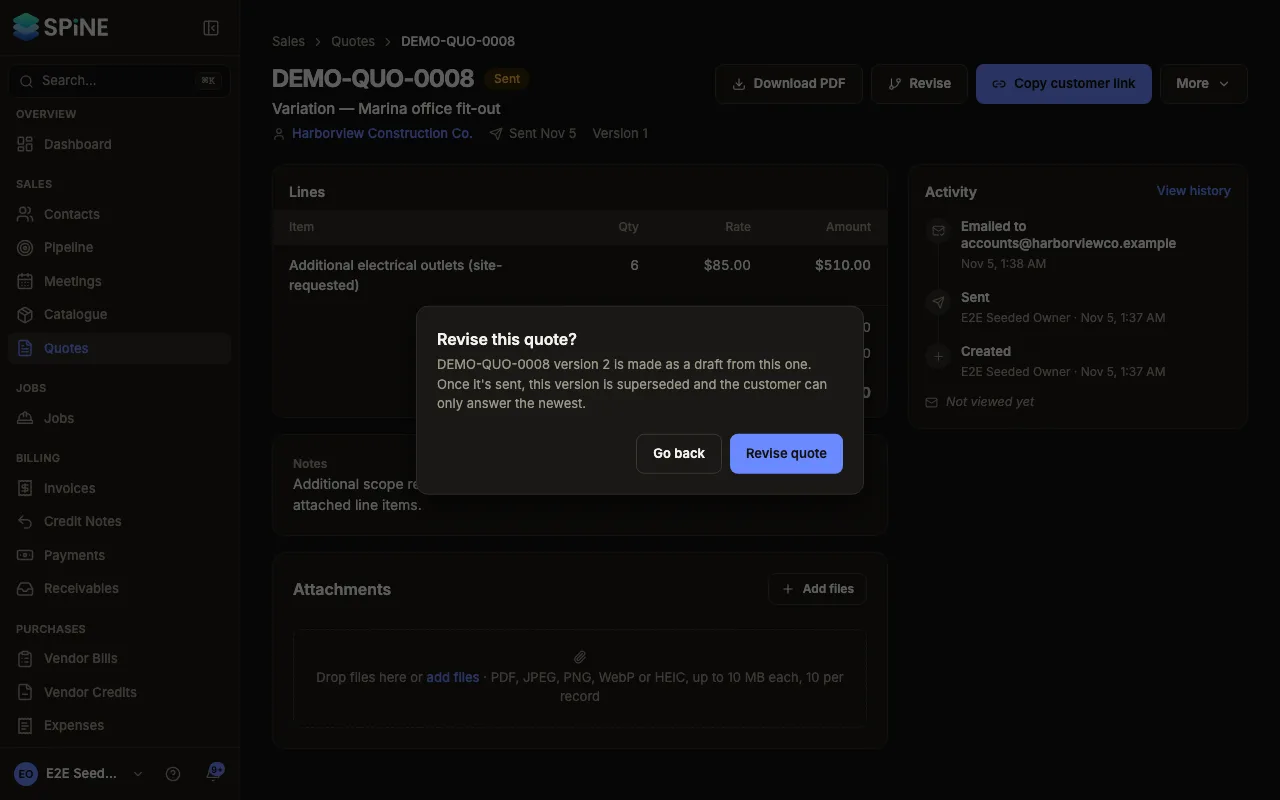 SPiNE
Search...
⌘K
OVERVIEW
Dashboard
SALES
Contacts
Pipeline
Meetings
Catalogue
Quotes
JOBS
Jobs
BILLING
Invoices
Credit Notes
Payments
Receivables
PURCHASES
Vendor Bills
Vendor Credits
Expenses
EO E2E Seed...
9+
Sales > Quotes > DEMO-QUO-0008
DEMO-QUO-0008 Sent
Variation — Marina office fit-out
Harborview Construction Co. Sent Nov 5 Version 1
Download PDF Revise Copy customer link More
Lines
Item Qty Rate Amount
Additional electrical outlets (site- 6 $85.00 $510.00
requested)
0
0
0
Revise this quote?
DEMO-QUO-0008 version 2 is made as a draft from this one.
Once it's sent, this version is superseded and the customer can
only answer the newest.
Go back Revise quote
Notes
Additional scope
attached line items.
Attachments
Add files
Drop files here or add files · PDF, JPEG, PNG, WebP or HEIC, up to 10 MB each, 10 per
record
Activity View history
Emailed to
accounts@harborviewco.example
Nov 5, 1:38 AM
Sent
E2E Seeded Owner · Nov 5, 1:37 AM
Created
E2E Seeded Owner · Nov 5, 1:37 AM
Not viewed yet